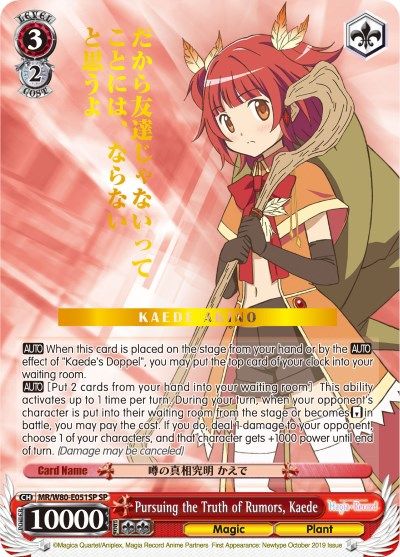 LEVEL
3
2
COST
だから友達じゃないって
ことには、ならない
と思うよ
KAEDE AKINO
AUTO When this card is placed on the stage from your hand or by the AUTO
effect of "Kaede's Doppel", you may put the top card of your clock into your
waiting room.
AUTO [Put 2 cards from your hand into your waiting room] This ability
activates up to 1 time per turn. During your turn, when your opponent's
character is put into their waiting room from the stage or becomes in
battle, you may pay the cost. If you do, deal 1 damage to your opponent,
choose 1 of your characters, and that character gets +1000 power until end
of turn. (Damage may be canceled)
Card Name
噂の真相究明 かえで
CH MR/W80-E051SP SP
Pursuing the Truth of Rumors, Kaede
Magia Record
POWER
10000
Magic
Plant
©Magica Quartet/Aniplex, Magia Record Anime Partners First Appearance: Newtype October 2019 Issue